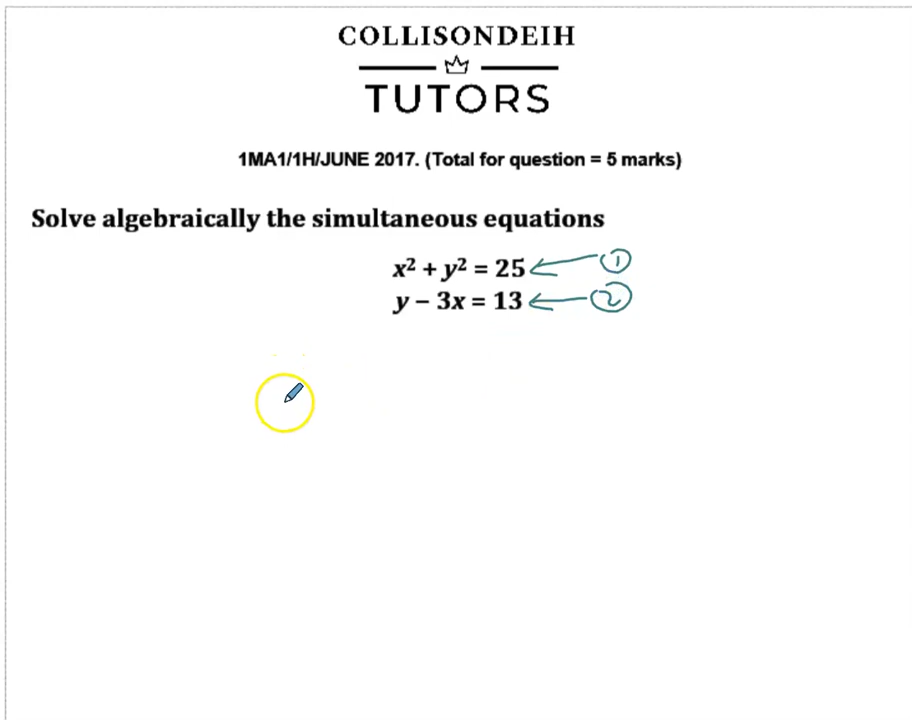 COLLISONDEIH
TUTORS
1MA1/1H/JUNE 2017. (Total for question = 5 marks)
Solve algebraically the simultaneous equations
x² + y² = 25 ← ①
y – 3x = 13 ← ②